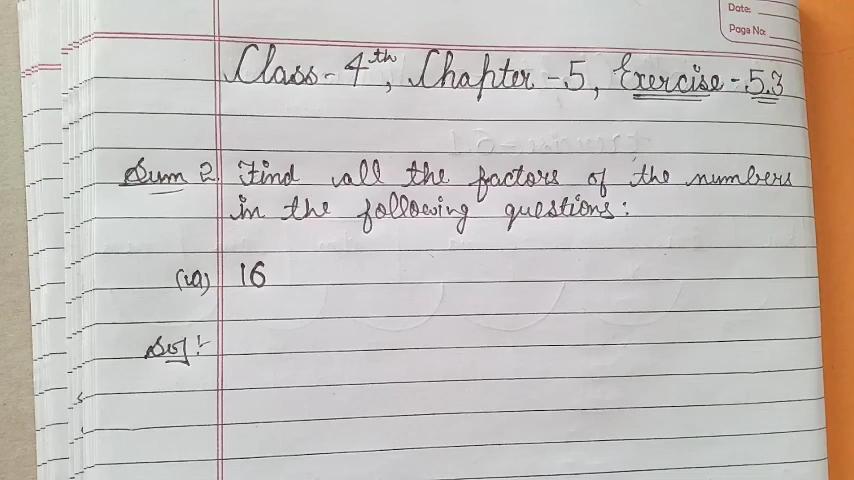 Date:
Page No:
Class - 4th, Chapter - 5, Exercise - 5.3
Sum 2. Find all the factors of the numbers
in the following questions:
(a) 16
Sol:-